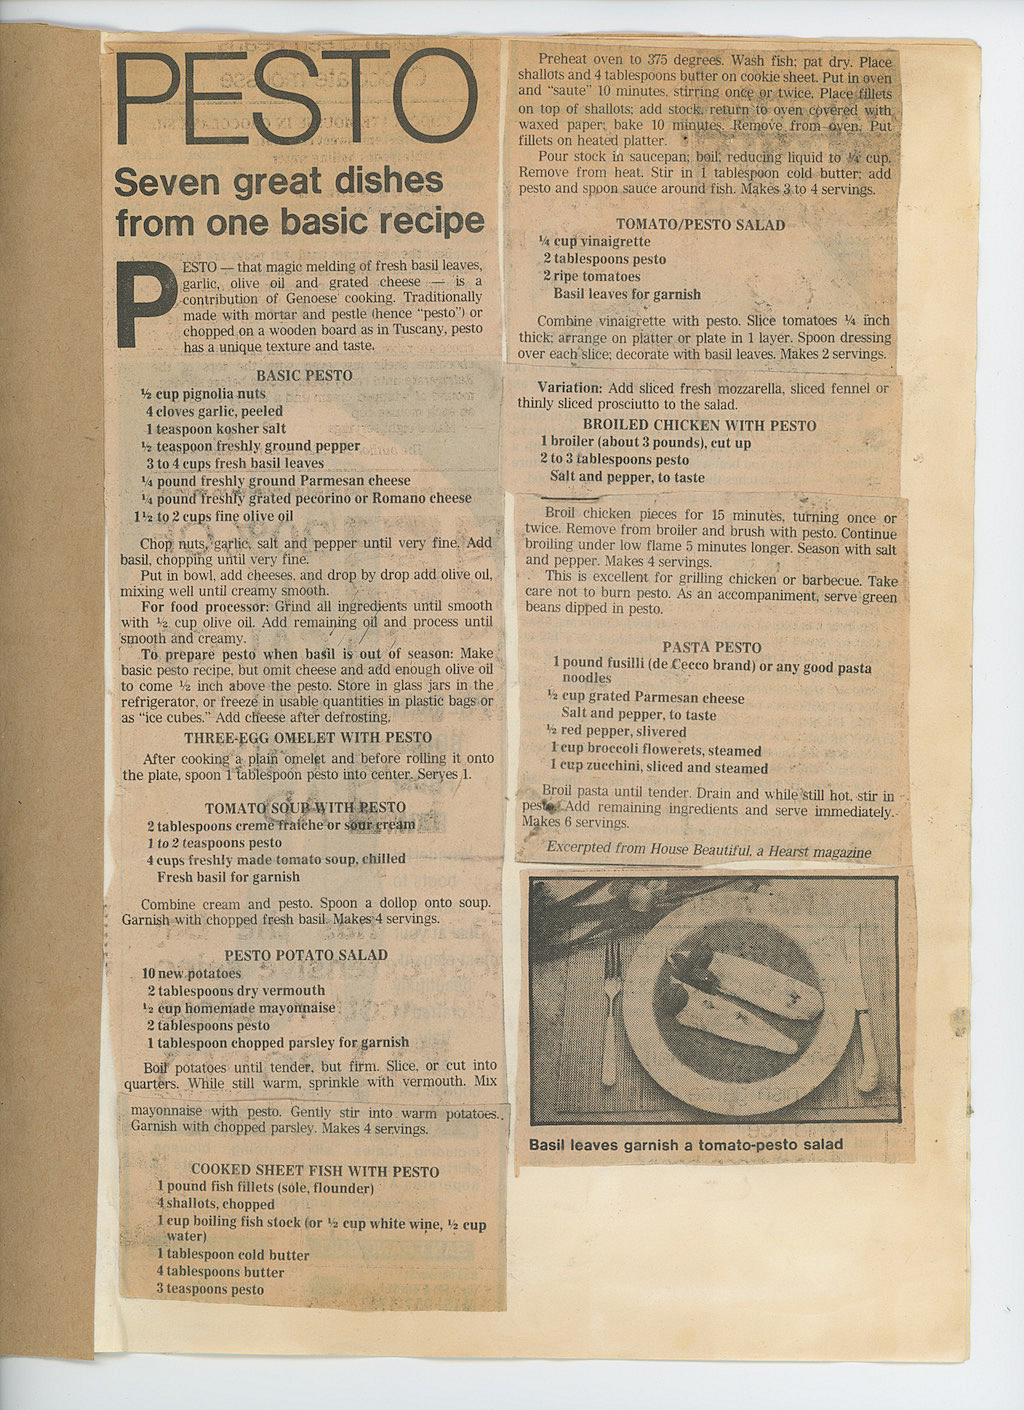 PESTO
Seven great dishes
from one basic recipe
PESTO — that magic melding of fresh basil leaves,
garlic, olive oil and grated cheese — is a
contribution of Genoese cooking. Traditionally
made with mortar and pestle (hence "pesto") or
chopped on a wooden board as in Tuscany, pesto
has a unique texture and taste.
BASIC PESTO
½ cup pignolia nuts
4 cloves garlic, peeled
1 teaspoon kosher salt
½ teaspoon freshly ground pepper
3 to 4 cups fresh basil leaves
¼ pound freshly ground Parmesan cheese
¼ pound freshly grated pecorino or Romano cheese
1½ to 2 cups fine olive oil
Chop nuts, garlic, salt and pepper until very fine. Add
basil, chopping until very fine.
Put in bowl, add cheeses, and drop by drop add olive oil,
mixing well until creamy smooth.
For food processor: Grind all ingredients until smooth
with ½ cup olive oil. Add remaining oil and process until
smooth and creamy.
To prepare pesto when basil is out of season: Make
basic pesto recipe, but omit cheese and add enough olive oil
to come ½ inch above the pesto. Store in glass jars in the
refrigerator, or freeze in usable quantities in plastic bags or
as "ice cubes." Add cheese after defrosting.
THREE-EGG OMELET WITH PESTO
After cooking a plain omelet and before rolling it onto
the plate, spoon 1 tablespoon pesto into center. Serves 1.
TOMATO SOUP WITH PESTO
2 tablespoons creme fraiche or sour cream
1 to 2 teaspoons pesto
4 cups freshly made tomato soup, chilled
Fresh basil for garnish
Combine cream and pesto. Spoon a dollop onto soup.
Garnish with chopped fresh basil. Makes 4 servings.
PESTO POTATO SALAD
10 new potatoes
2 tablespoons dry vermouth
½ cup homemade mayonnaise
2 tablespoons pesto
1 tablespoon chopped parsley for garnish
Boil potatoes until tender, but firm. Slice, or cut into
quarters. While still warm, sprinkle with vermouth. Mix
mayonnaise with pesto. Gently stir into warm potatoes.
Garnish with chopped parsley. Makes 4 servings.
COOKED SHEET FISH WITH PESTO
1 pound fish fillets (sole, flounder)
4 shallots, chopped
1 cup boiling fish stock (or ½ cup white wine, ½ cup
water)
1 tablespoon cold butter
4 tablespoons butter
3 teaspoons pesto
Preheat oven to 375 degrees. Wash fish; pat dry. Place
shallots and 4 tablespoons butter on cookie sheet. Put in oven
and "saute" 10 minutes, stirring once or twice. Place fillets
on top of shallots; add stock, return to oven covered with
waxed paper; bake 10 minutes. Remove from oven. Put
fillets on heated platter.
Pour stock in saucepan; boil; reducing liquid to ¼ cup.
Remove from heat. Stir in 1 tablespoon cold butter; add
pesto and spoon sauce around fish. Makes 3 to 4 servings.
TOMATO/PESTO SALAD
¼ cup vinaigrette
2 tablespoons pesto
2 ripe tomatoes
Basil leaves for garnish
Combine vinaigrette with pesto. Slice tomatoes ¼ inch
thick; arrange on platter or plate in 1 layer. Spoon dressing
over each slice; decorate with basil leaves. Makes 2 servings.
Variation: Add sliced fresh mozzarella, sliced fennel or
thinly sliced prosciutto to the salad.
BROILED CHICKEN WITH PESTO
1 broiler (about 3 pounds), cut up
2 to 3 tablespoons pesto
Salt and pepper, to taste
Broil chicken pieces for 15 minutes, turning once or
twice. Remove from broiler and brush with pesto. Continue
broiling under low flame 5 minutes longer. Season with salt
and pepper. Makes 4 servings.
This is excellent for grilling chicken or barbecue. Take
care not to burn pesto. As an accompaniment, serve green
beans dipped in pesto.
PASTA PESTO
1 pound fusilli (de Cecco brand) or any good pasta
noodles
½ cup grated Parmesan cheese
Salt and pepper, to taste
½ red pepper, slivered
1 cup broccoli flowerets, steamed
1 cup zucchini, sliced and steamed
Broil pasta until tender. Drain and while still hot, stir in
pesto. Add remaining ingredients and serve immediately.
Makes 6 servings.
Excerpted from House Beautiful, a Hearst magazine
Basil leaves garnish a tomato-pesto salad